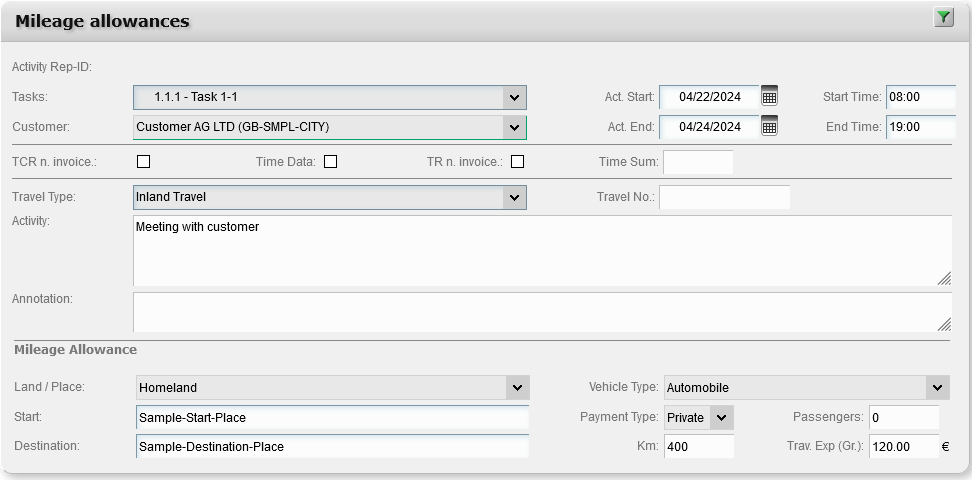 Mileage allowances
Activity Rep-ID:
Tasks: 1.1.1 - Task 1-1 Act. Start: 04/22/2024 Start Time: 08:00
Customer: Customer AG LTD (GB-SMPL-CITY) Act. End: 04/24/2024 End Time: 19:00
TCR n. invoice.: Time Data: TR n. invoice.: Time Sum:
Travel Type: Inland Travel Travel No.:
Activity: Meeting with customer
Annotation:
Mileage Allowance
Land / Place: Homeland Vehicle Type: Automobile
Start: Sample-Start-Place Payment Type: Private Passengers: 0
Destination: Sample-Destination-Place Km: 400 Trav. Exp (Gr.): 120.00 €